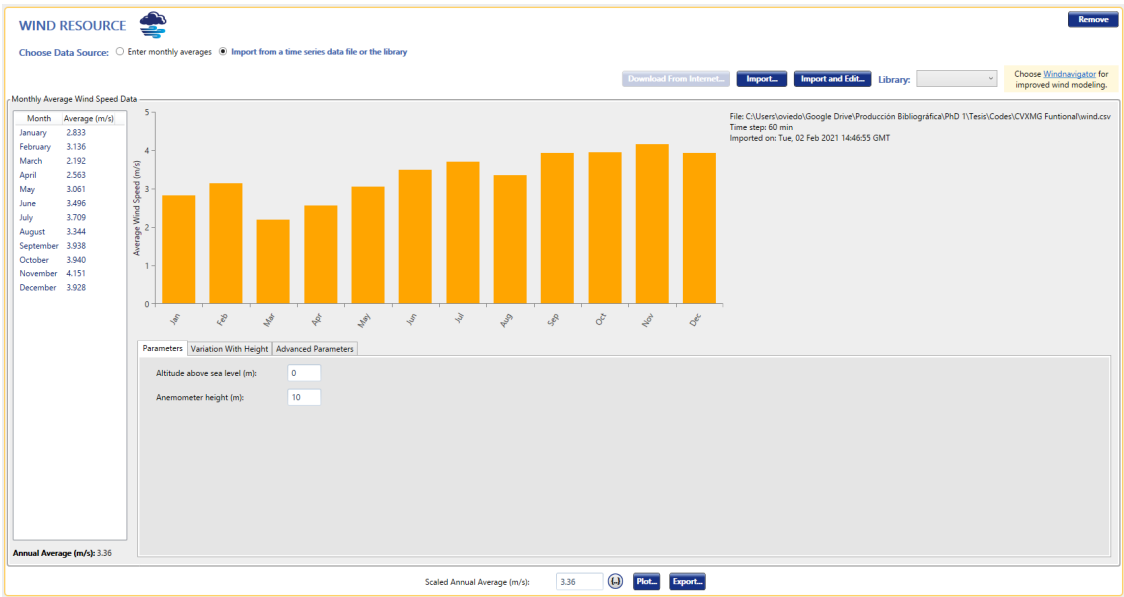 WIND RESOURCE
Remove
Choose Data Source: Enter monthly averages Import from a time series data file or the library
Download From Internet... Import... Import and Edit... Library:
Choose Windnavigator for
improved wind modeling.
Monthly Average Wind Speed Data
Month Average (m/s)
January 2.833
February 3.136
March 2.192
April 2.563
May 3.061
June 3.496
July 3.709
August 3.344
September 3.938
October 3.940
November 4.151
December 3.928
Annual Average (m/s): 3.36
Average Wind Speed (m/s)
5
4
3
2
1
0
Jan Feb Mar Apr May Jun Jul Aug Sep Oct Nov Dec
File: C:\Users\oviedo\Google Drive\Producción Bibliográfica\PhD 1\Tesis\Codes\CVXMG Funtional\wind.csv
Time step: 60 min
Imported on: Tue, 02 Feb 2021 14:46:55 GMT
Parameters Variation With Height Advanced Parameters
Altitude above sea level (m): 0
Anemometer height (m): 10
Scaled Annual Average (m/s): 3.36 {..} Plot... Export...